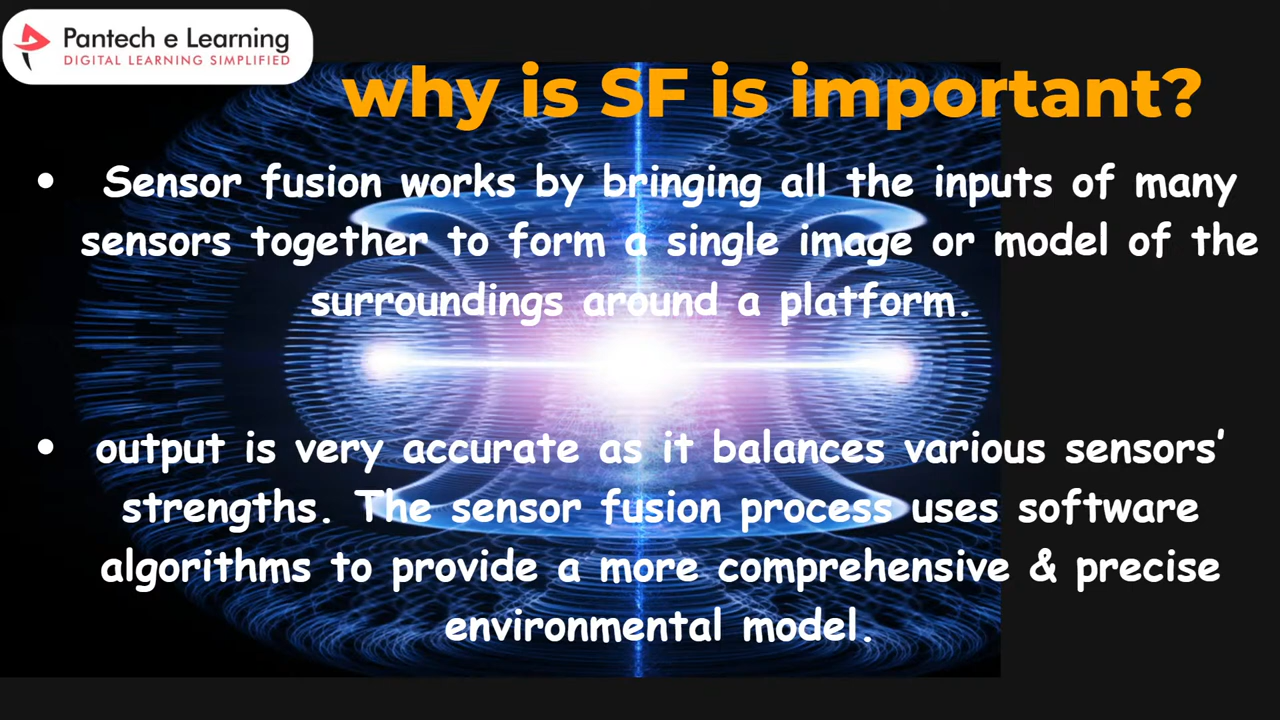 Pantech e Learning
DIGITAL LEARNING SIMPLIFIED
why is SF is important?
• Sensor fusion works by bringing all the inputs of many
sensors together to form a single image or model of the
surroundings around a platform.
• output is very accurate as it balances various sensors’
strengths. The sensor fusion process uses software
algorithms to provide a more comprehensive & precise
environmental model.